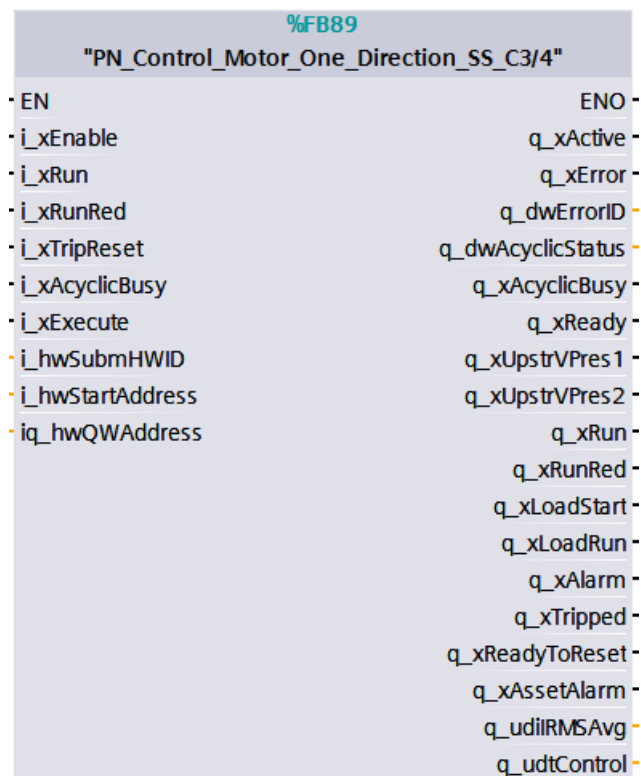 %FB89
"PN_Control_Motor_One_Direction_SS_C3/4"
EN ENO
i_xEnable q_xActive
i_xRun q_xError
i_xRunRed q_dwErrorID
i_xTripReset q_dwAcyclicStatus
i_xAcyclicBusy q_xAcyclicBusy
i_xExecute q_xReady
i_hwSubmHWID q_xUpstrVPres1
i_hwStartAddress q_xUpstrVPres2
iq_hwQWAddress q_xRun
q_xRunRed
q_xLoadStart
q_xLoadRun
q_xAlarm
q_xTripped
q_xReadyToReset
q_xAssetAlarm
q_udiIRMSAvg
q_udtControl